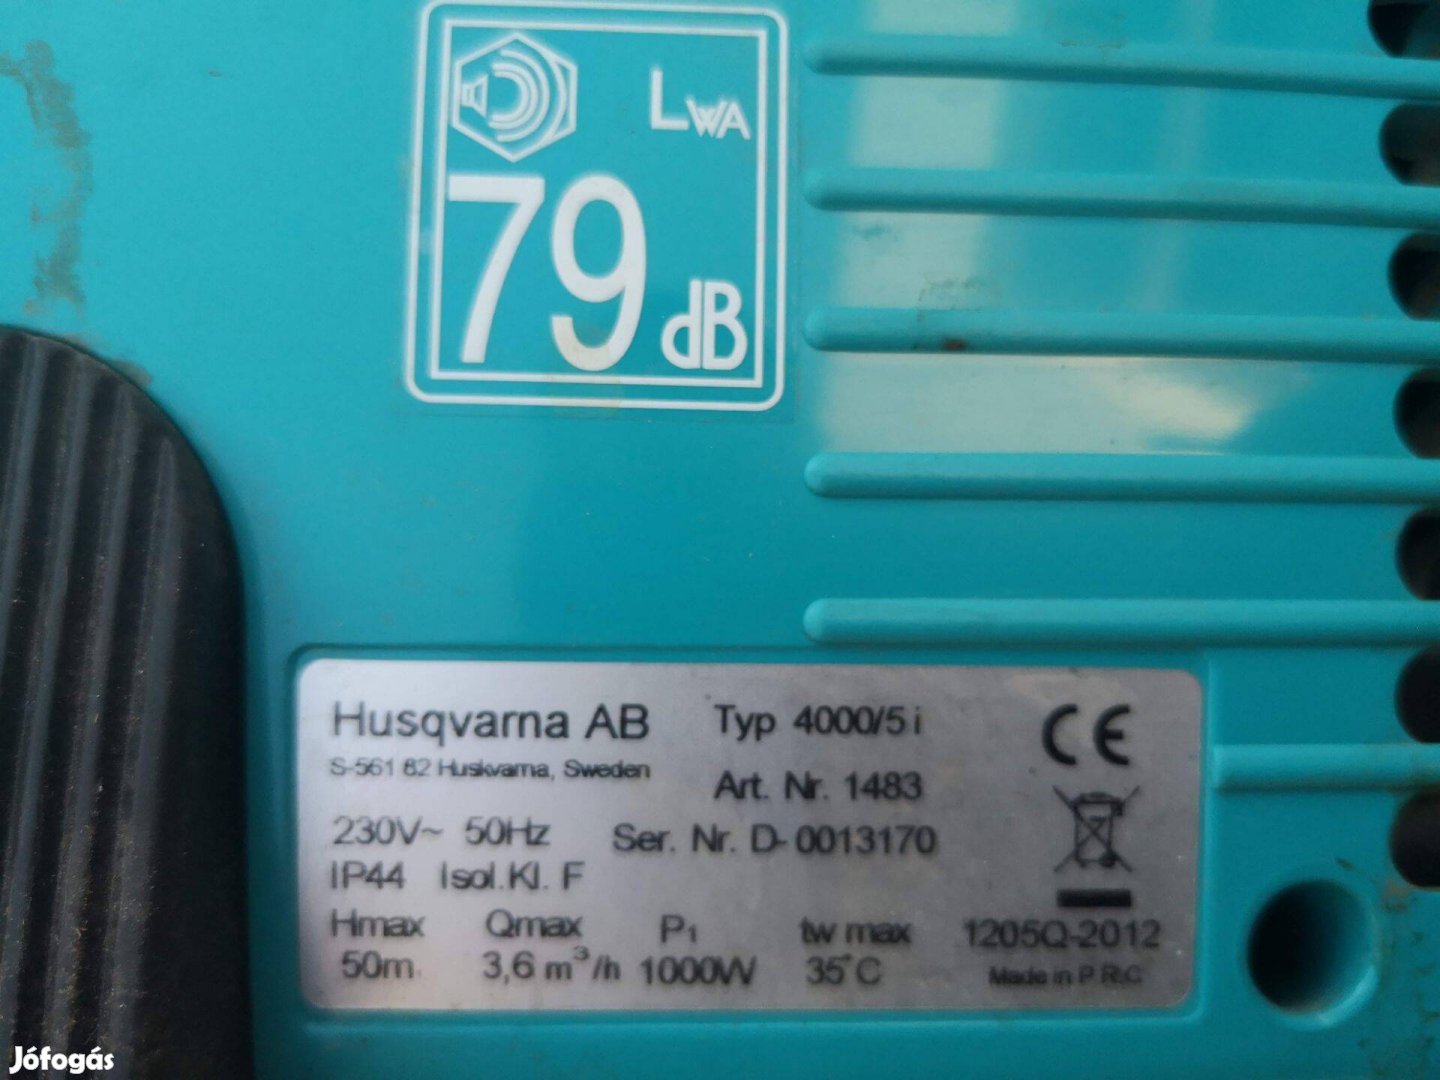 LWA
79 dB
Husqvarna AB Typ 4000/5 i
S-561 82 Huskvarna, Sweden
Art. Nr. 1483
230V~ 50Hz Ser. Nr. D-0013170
IP44 Isol.Kl. F
Hmax Qmax P1 tw max 1205Q-2012
50m 3,6 m³/h 1000W 35°C Made in P.R.C
CE
Jófogás